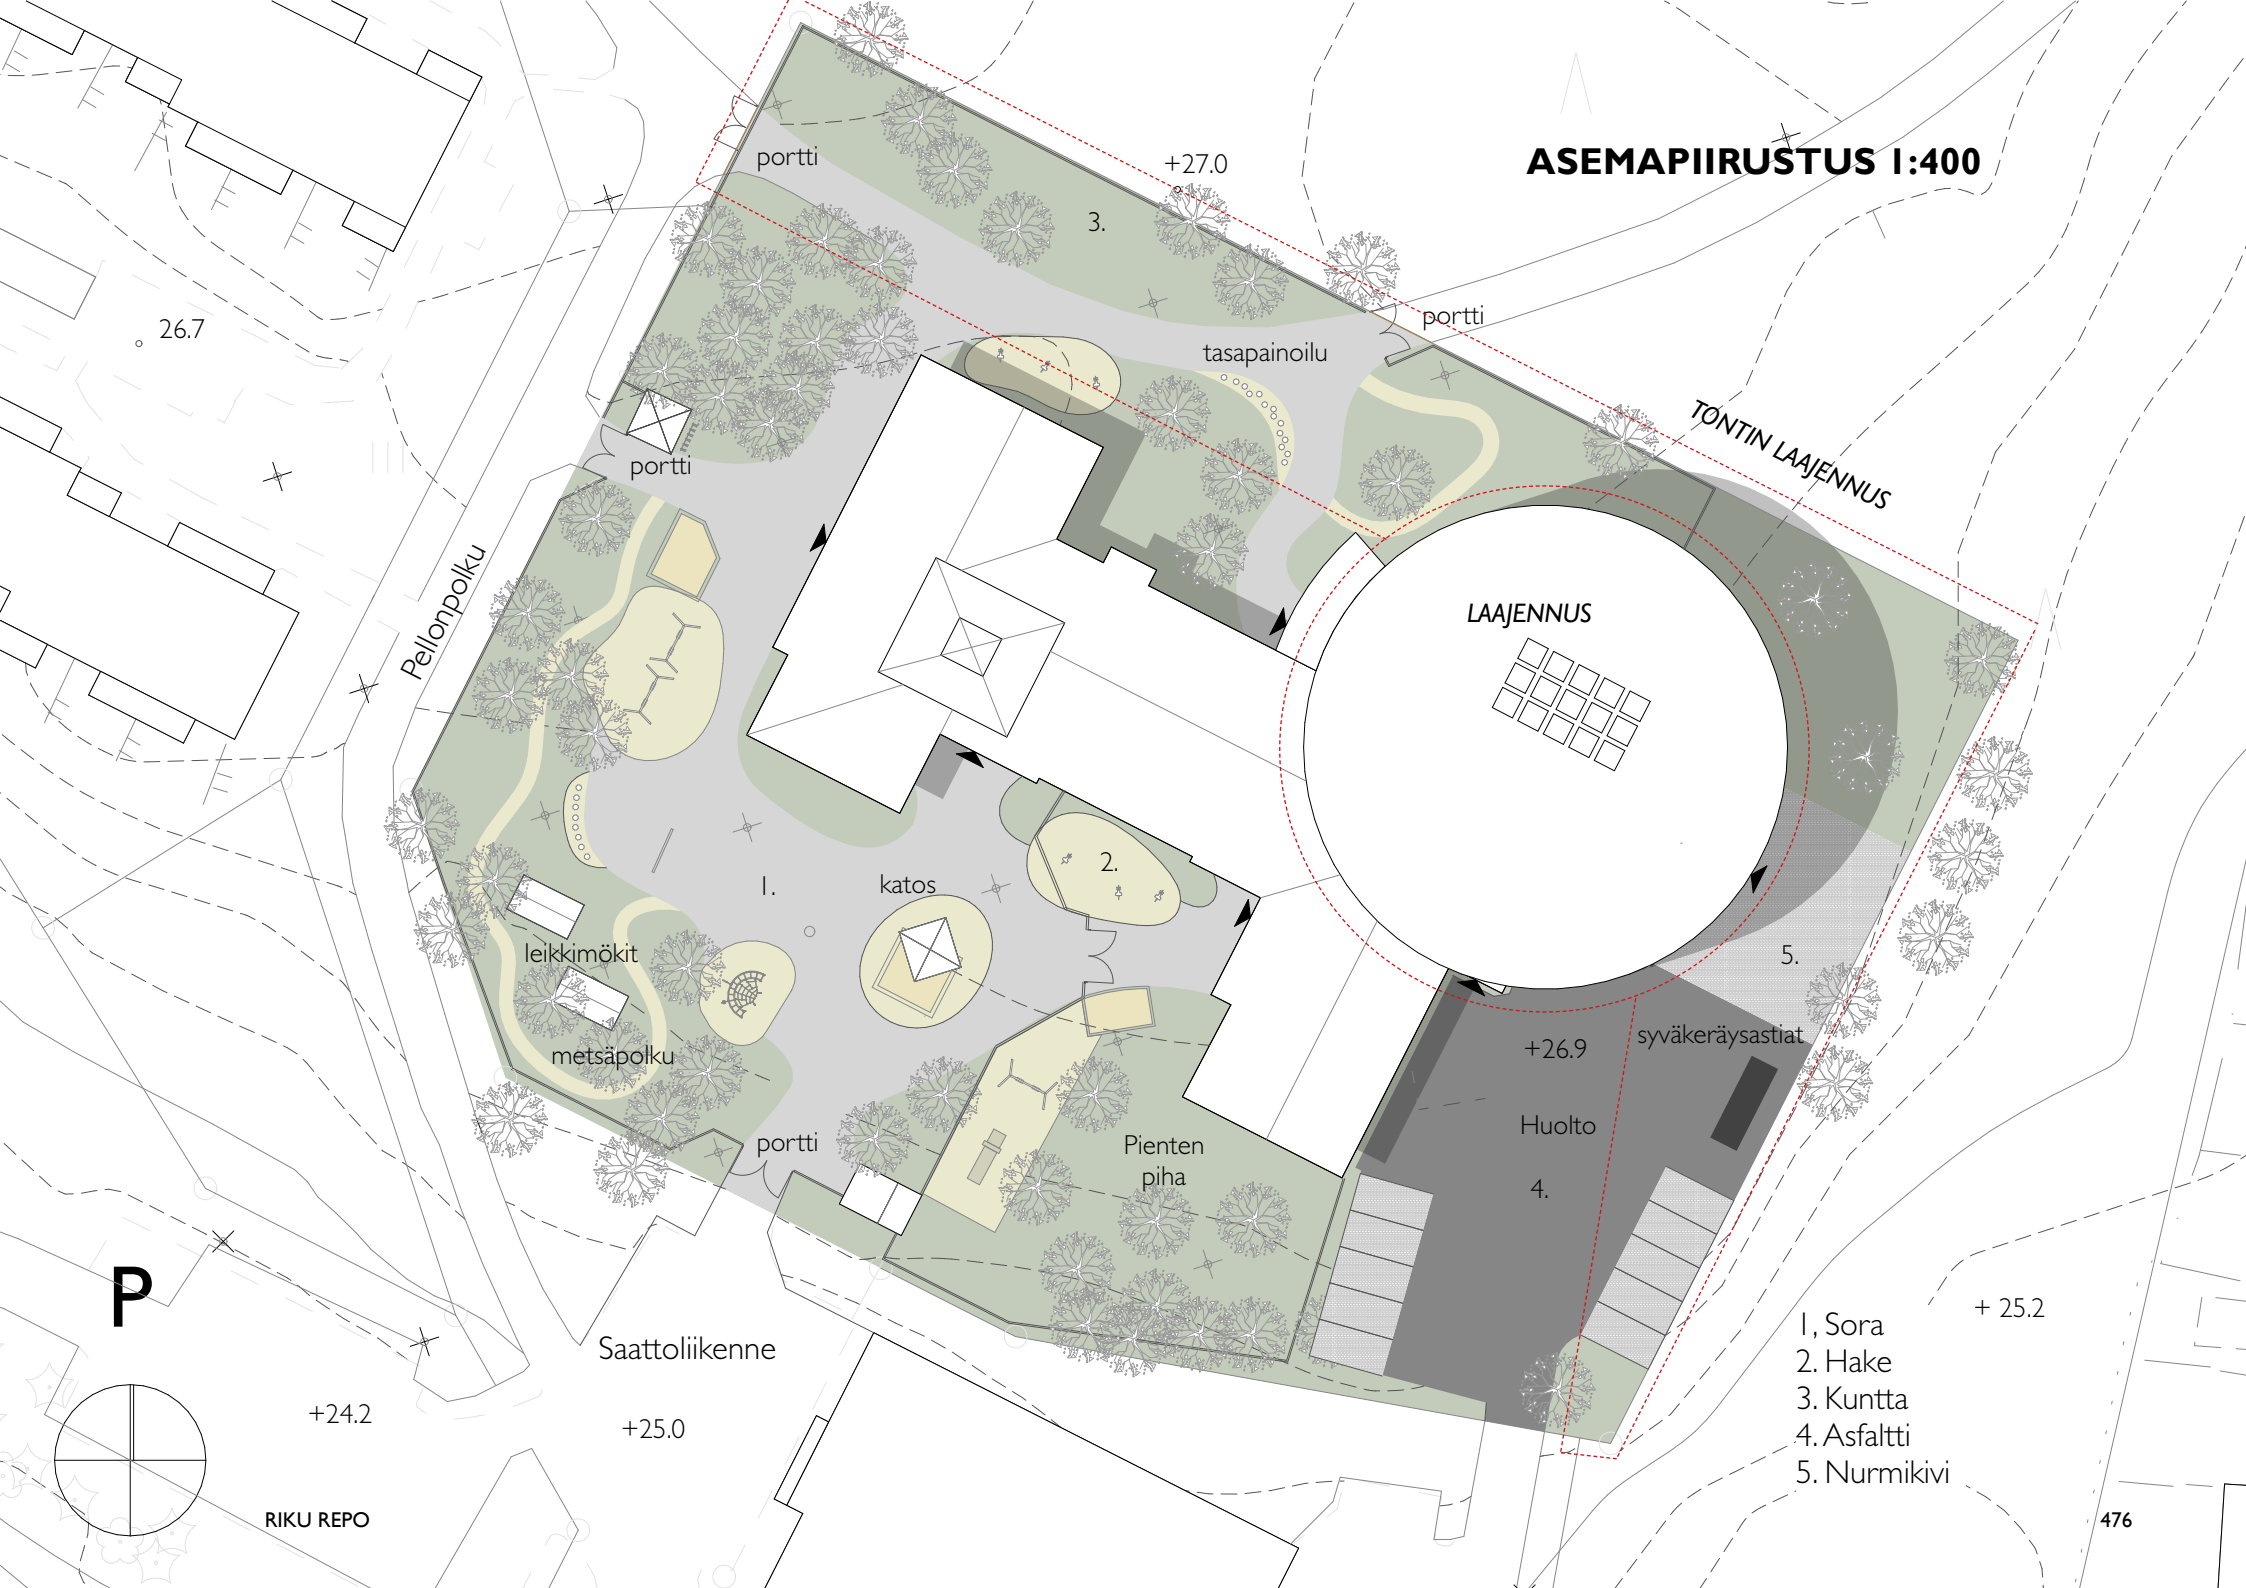 ASEMAPIIRUSTUS 1:400
portti
+27.0
3.
portti
26.7
tasapainoilu
TONTIN LAAJENNUS
portti
Pellonpolku
LAAJENNUS
2.
1.
katos
leikkimökit
5.
metsäpolku
+26.9
syväkeräysastiat
portti
Pienten
piha
Huolto
4.
P
Saattoliikenne
+ 25.2
+24.2
+25.0
1, Sora
2. Hake
3. Kuntta
4. Asfaltti
5. Nurmikivi
RIKU REPO
476